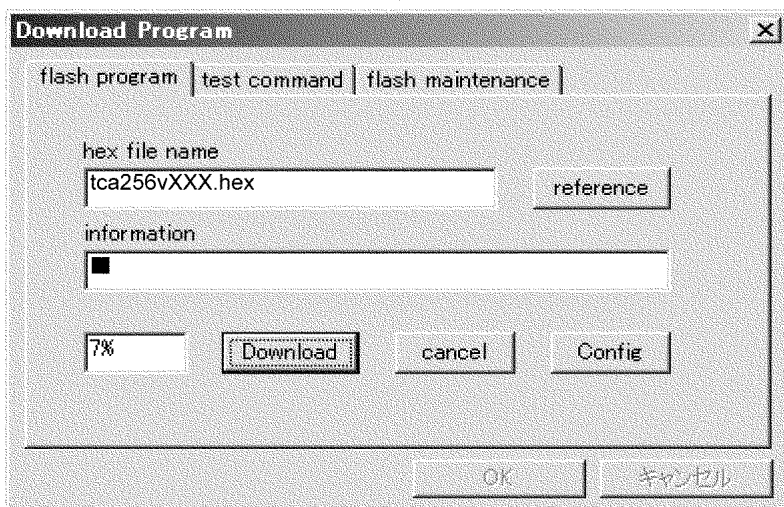 Download Program
flash program test command flash maintenance
hex file name
tca256vXXX.hex reference
information
7% Download cancel Config
OK キャンセル